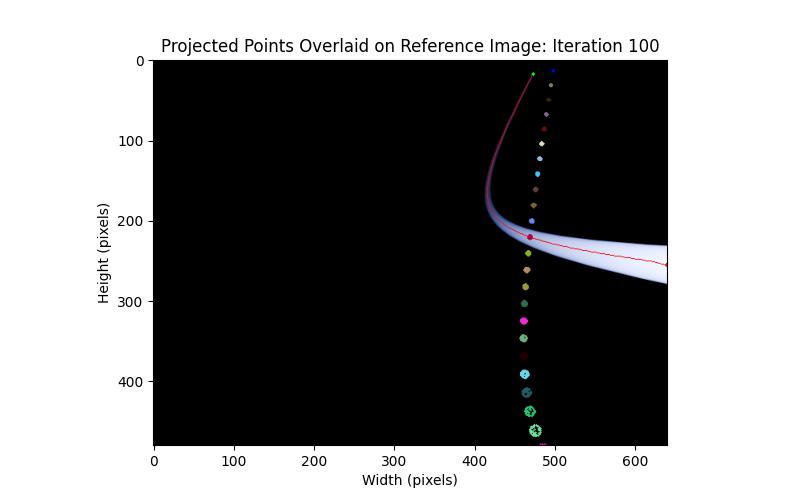 Projected Points Overlaid on Reference Image: Iteration 100
0
100
200
300
400
Height (pixels)
0 100 200 300 400 500 600
Width (pixels)